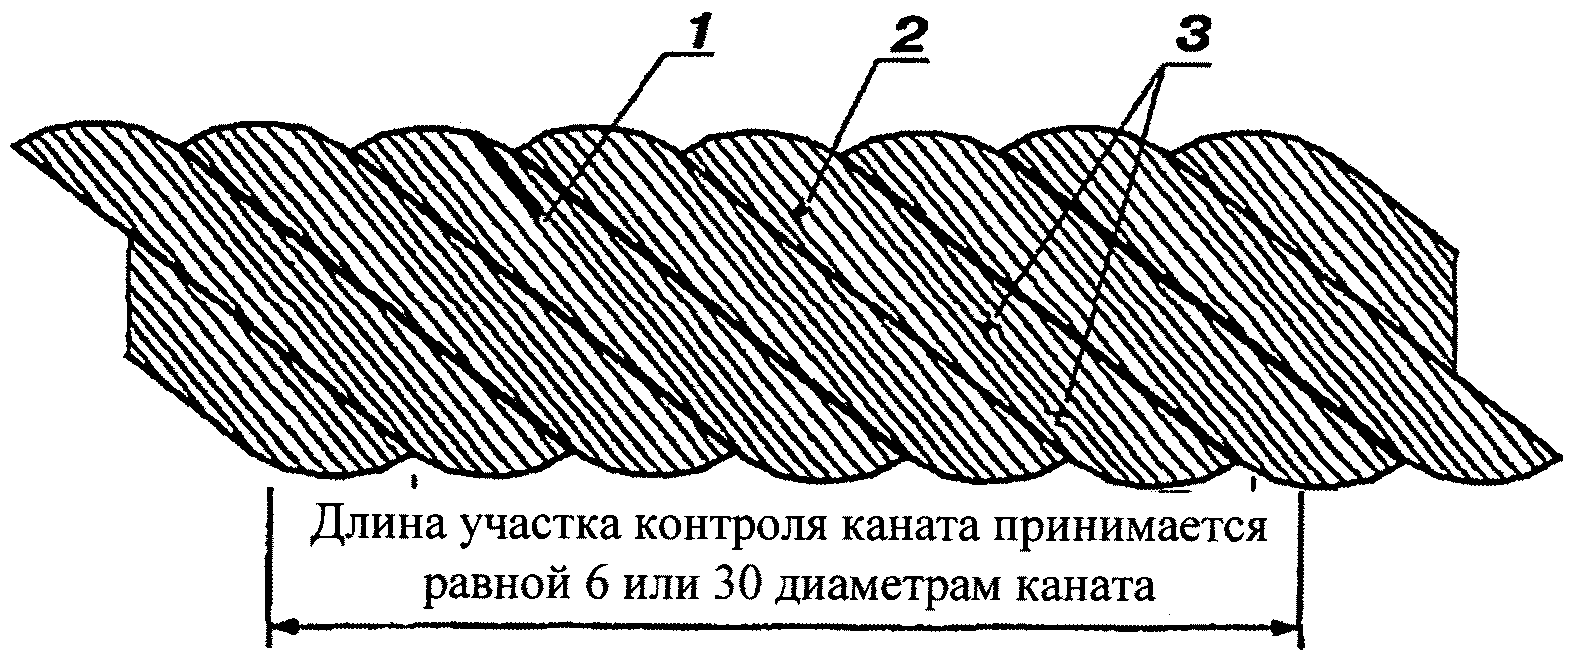 1 2 3
Длина участка контроля каната принимается
равной 6 или 30 диаметрам каната